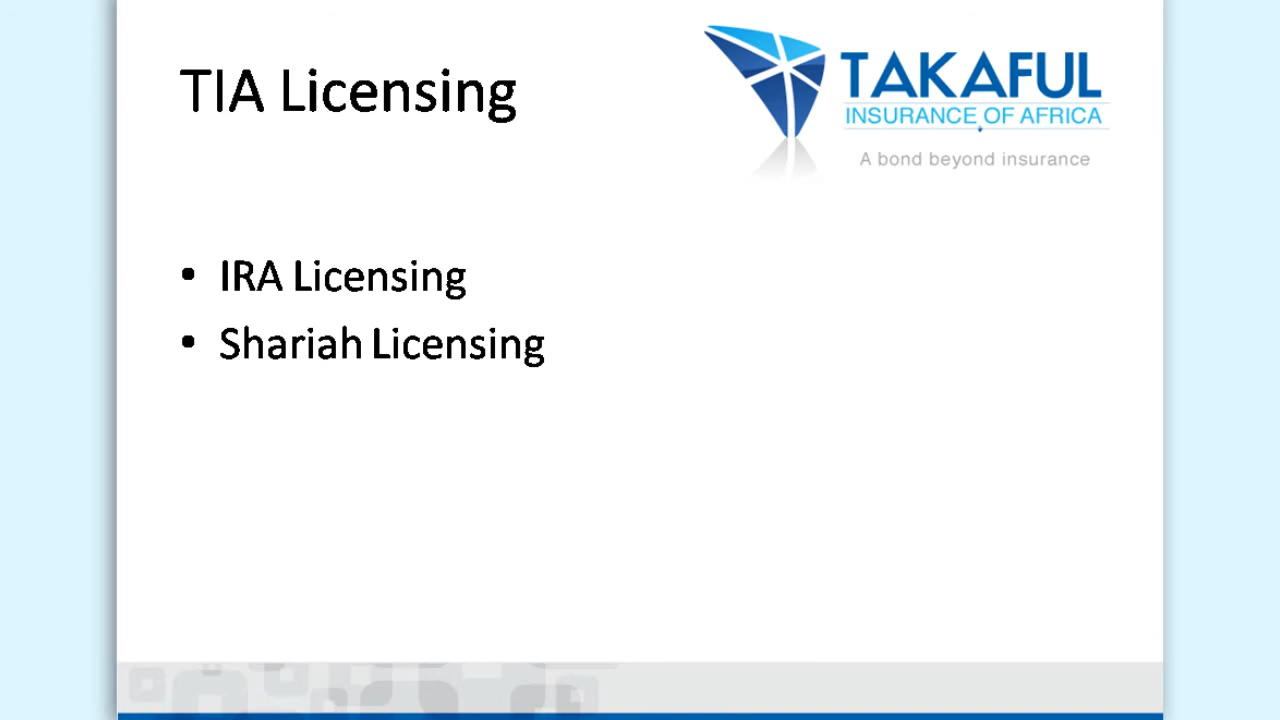 TIA Licensing
TAKAFUL
INSURANCE OF AFRICA
A bond beyond insurance
• IRA Licensing
• Shariah Licensing